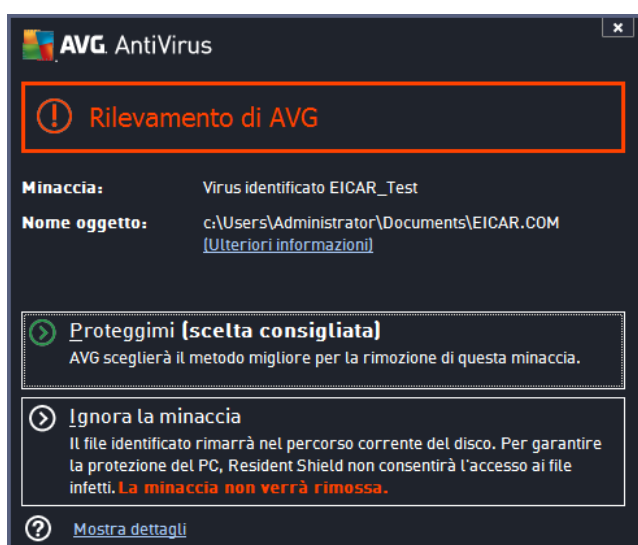 AVG. AntiVirus
x
Rilevamento di AVG
Minaccia: Virus identificato EICAR_Test
Nome oggetto: c:\Users\Administrator\Documents\EICAR.COM
(Ulteriori informazioni)
Proteggimi (scelta consigliata)
AVG sceglierà il metodo migliore per la rimozione di questa minaccia.
Ignora la minaccia
Il file identificato rimarrà nel percorso corrente del disco. Per garantire
la protezione del PC, Resident Shield non consentirà l'accesso ai file
infetti. La minaccia non verrà rimossa.
Mostra dettagli